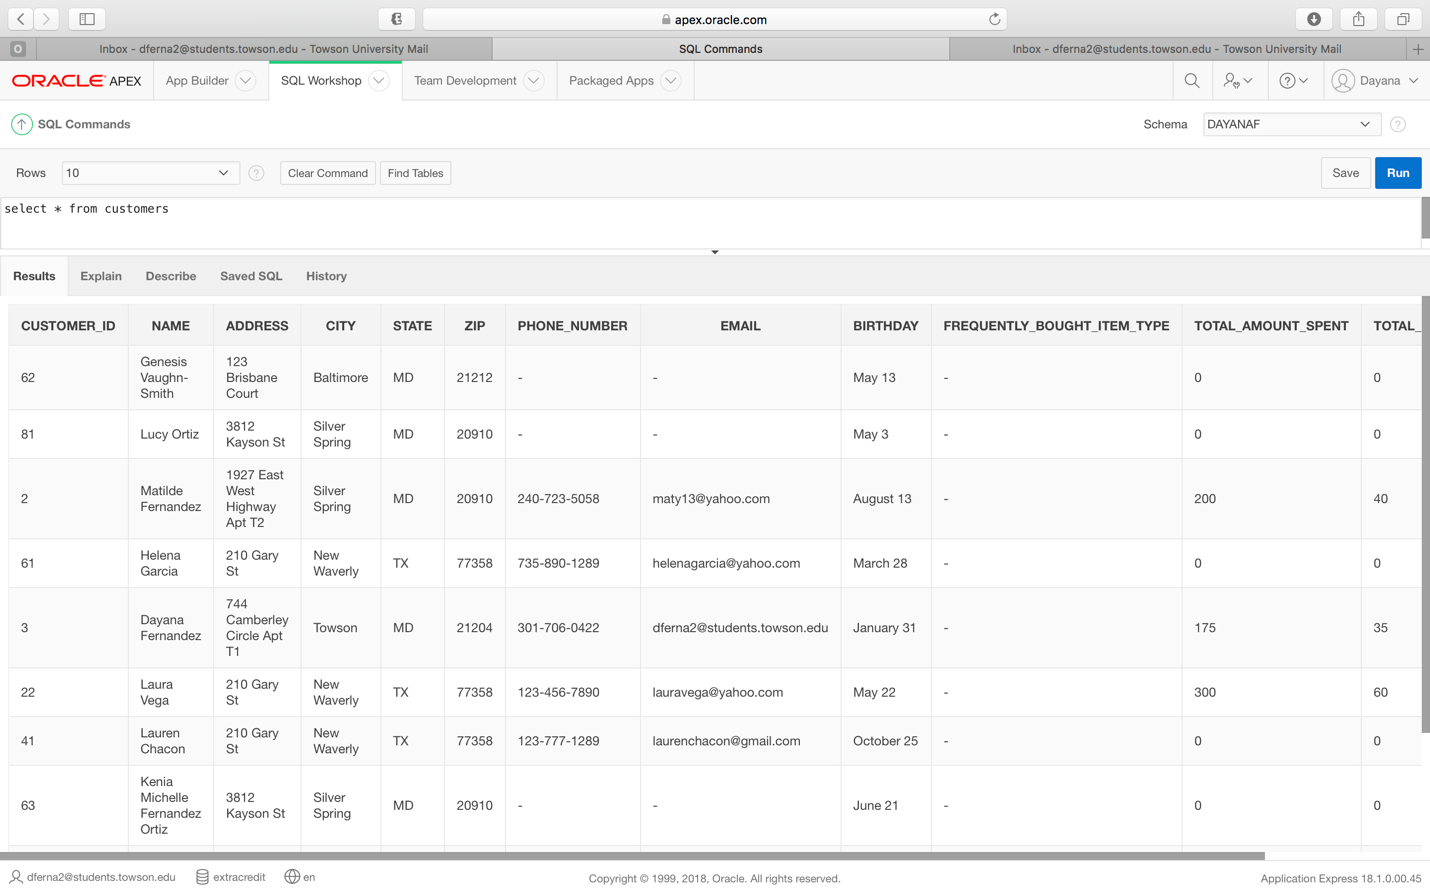 apex.oracle.com
O
Inbox - dferna2@students.towson.edu - Towson University Mail
SQL Commands
Inbox - dferna2@students.towson.edu - Towson University Mail
ORACLE APEX
App Builder
SQL Workshop
Team Development
Packaged Apps
Dayana
SQL Commands
Schema DAYANAF
Rows 10
Clear Command
Find Tables
Save
Run
select * from customers
Results Explain Describe Saved SQL History
CUSTOMER_ID NAME ADDRESS CITY STATE ZIP PHONE_NUMBER EMAIL BIRTHDAY FREQUENTLY_BOUGHT_ITEM_TYPE TOTAL_AMOUNT_SPENT TOTAL_
62 Genesis Vaughn-Smith 123 Brisbane Court Baltimore MD 21212 - - May 13 - 0 0
81 Lucy Ortiz 3812 Kayson St Silver Spring MD 20910 - - May 3 - 0 0
2 Matilde Fernandez 1927 East West Highway Apt T2 Silver Spring MD 20910 240-723-5058 maty13@yahoo.com August 13 - 200 40
61 Helena Garcia 210 Gary St New Waverly TX 77358 735-890-1289 helenagarcia@yahoo.com March 28 - 0 0
3 Dayana Fernandez 744 Camberley Circle Apt T1 Towson MD 21204 301-706-0422 dferna2@students.towson.edu January 31 - 175 35
22 Laura Vega 210 Gary St New Waverly TX 77358 123-456-7890 lauravega@yahoo.com May 22 - 300 60
41 Lauren Chacon 210 Gary St New Waverly TX 77358 123-777-1289 laurenchacon@gmail.com October 25 - 0 0
63 Kenia Michelle Fernandez Ortiz 3812 Kayson St Silver Spring MD 20910 - - June 21 - 0 0
dferna2@students.towson.edu extracredit en
Copyright © 1999, 2018, Oracle. All rights reserved.
Application Express 18.1.0.00.45